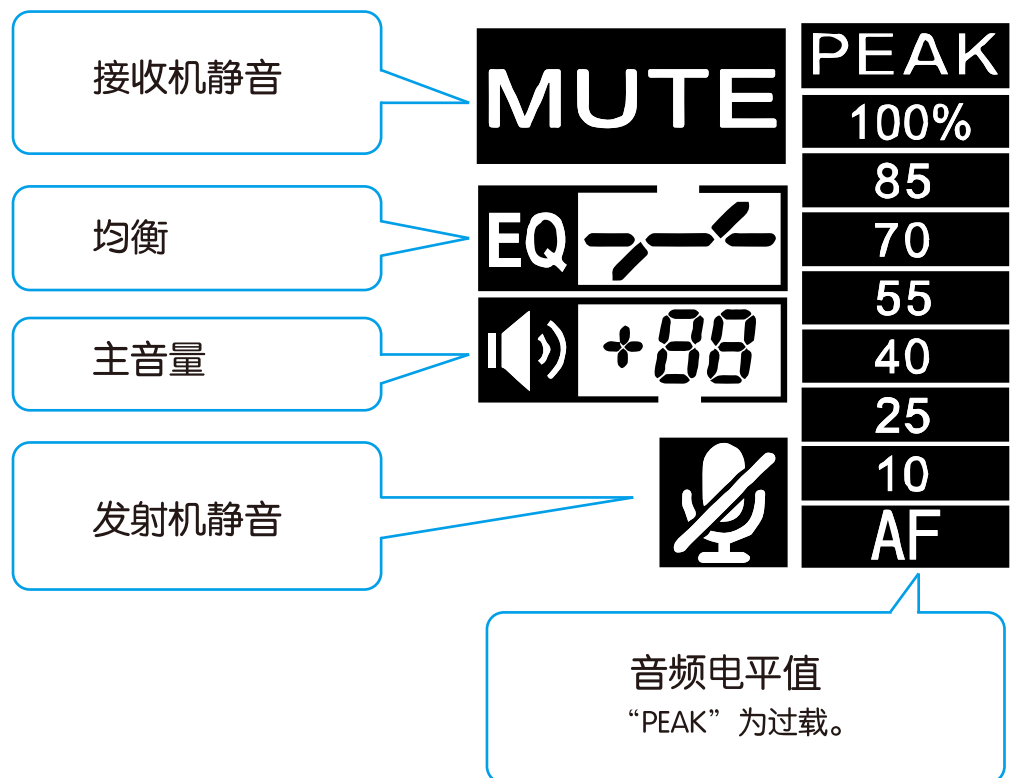 接收机静音
MUTE
均衡
EQ
主音量
+88
发射机静音
PEAK
100%
85
70
55
40
25
10
AF
音频电平值
“PEAK”为过载。